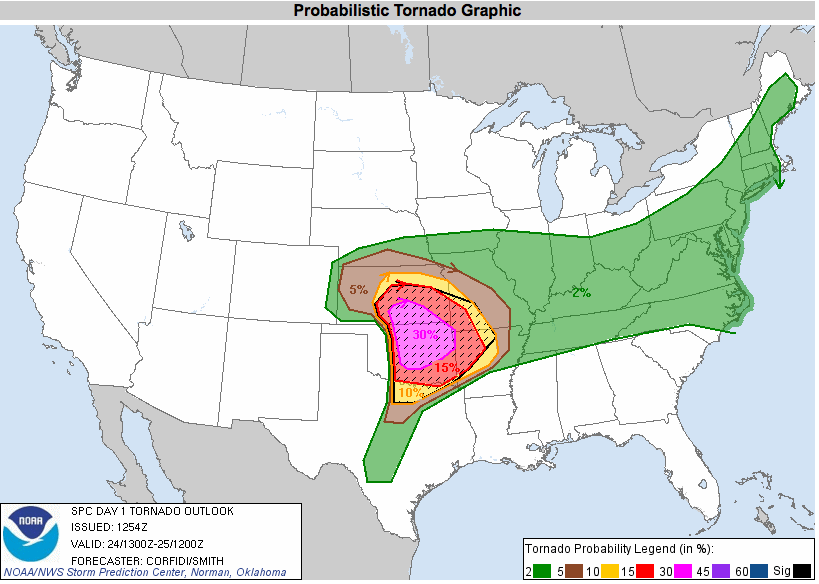 Probabilistic Tornado Graphic
5%
2%
30%
15%
10%
NOAA
SPC DAY 1 TORNADO OUTLOOK
ISSUED: 1254Z
VALID: 24/1300Z-25/1200Z
FORECASTER: CORFIDI/SMITH
NOAA/NWS Storm Prediction Center, Norman, Oklahoma
Tornado Probability Legend (in %):
2 5 10 15 30 45 60 Sig